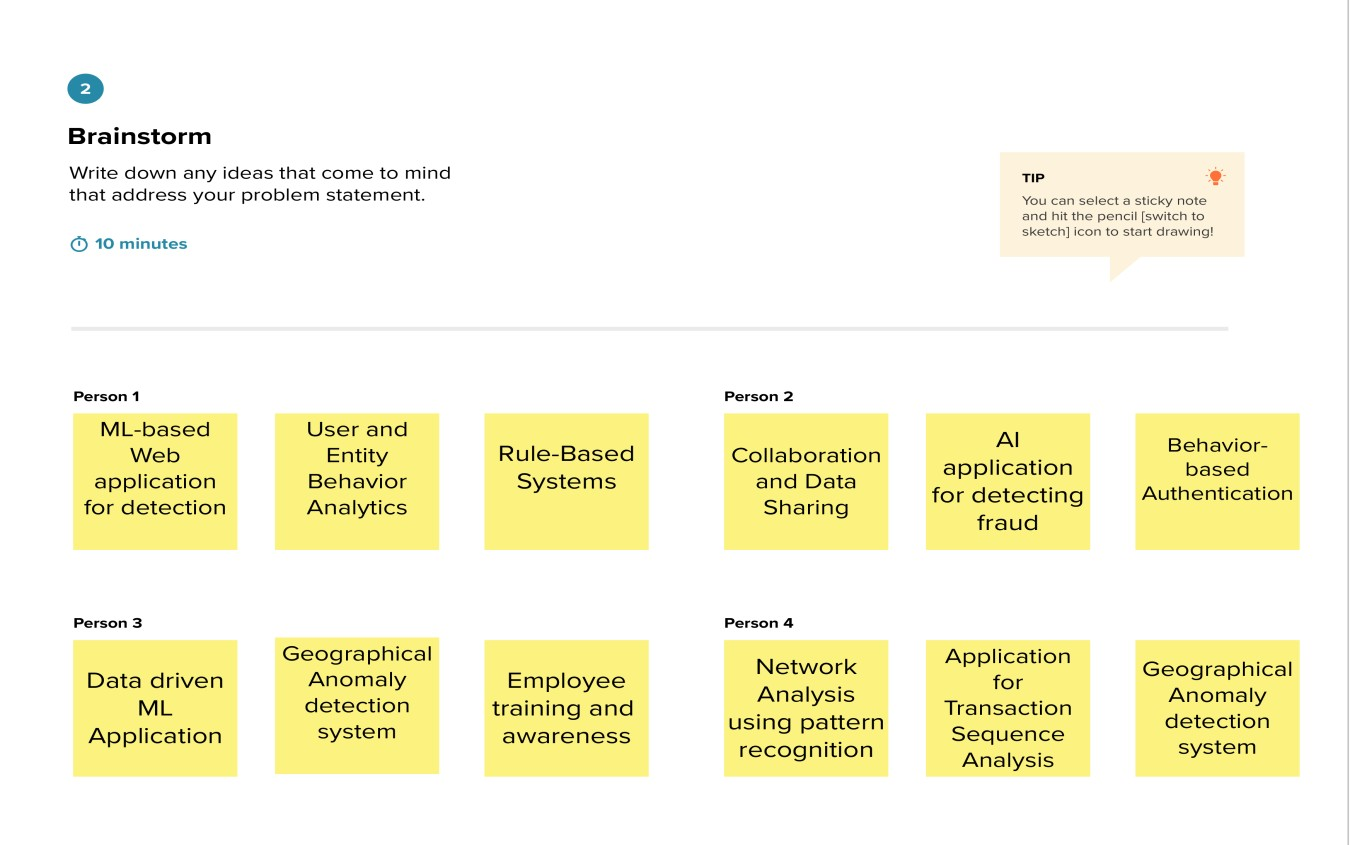 2
Brainstorm
Write down any ideas that come to mind
that address your problem statement.
10 minutes
TIP
You can select a sticky note
and hit the pencil [switch to
sketch] icon to start drawing!
Person 1
ML-based
Web
application
for detection
User and
Entity
Behavior
Analytics
Rule-Based
Systems
Person 2
Collaboration
and Data
Sharing
AI
application
for detecting
fraud
Behavior-
based
Authentication
Person 3
Data driven
ML
Application
Geographical
Anomaly
detection
system
Employee
training and
awareness
Person 4
Network
Analysis
using pattern
recognition
Application
for
Transaction
Sequence
Analysis
Geographical
Anomaly
detection
system